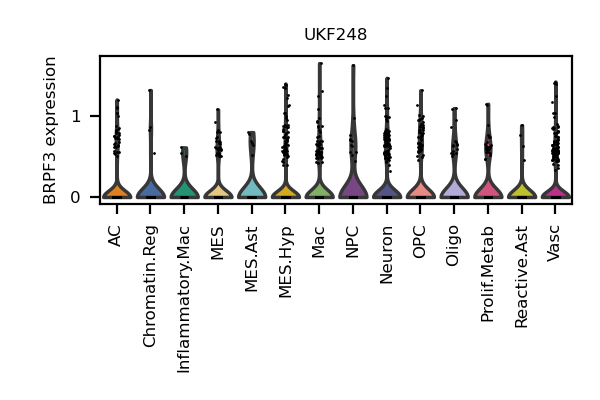 UKF248
BRPF3 expression
1
0
AC
Chromatin.Reg
Inflammatory.Mac
MES
MES.Ast
MES.Hyp
Mac
NPC
Neuron
OPC
Oligo
Prolif.Metab
Reactive.Ast
Vasc